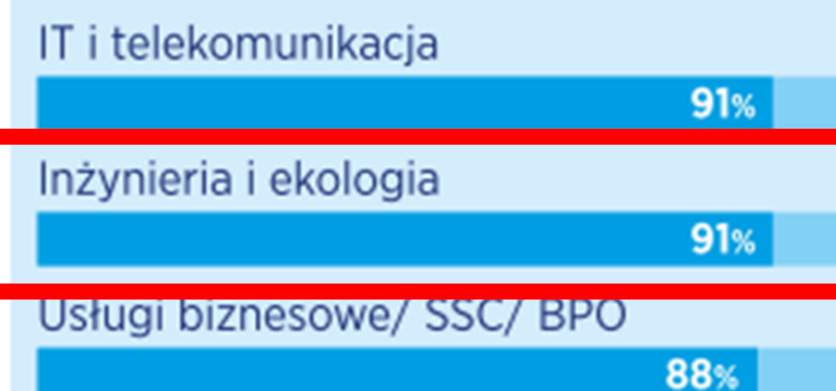 IT i telekomunikacja
91%
Inżynieria i ekologia
91%
Usługi biznesowe/ SSC/ BPO
88%